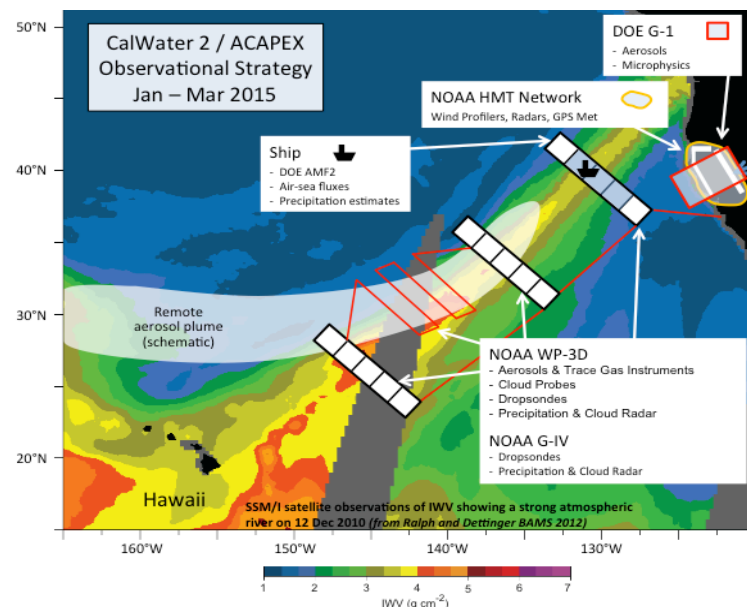 CalWater 2 / ACAPEX
Observational Strategy
Jan – Mar 2015
DOE G-1
- Aerosols
- Microphysics
NOAA HMT Network
Wind Profilers, Radars, GPS Met
Ship
- DOE AMF2
- Air-sea fluxes
- Precipitation estimates
Remote
aerosol plume
(schematic)
NOAA WP-3D
- Aerosols & Trace Gas Instruments
- Cloud Probes
- Dropsondes
- Precipitation & Cloud Radar
NOAA G-IV
- Dropsondes
- Precipitation & Cloud Radar
Hawaii
SSM/I satellite observations of IWV showing a strong atmospheric
river on 12 Dec 2010 (from Ralph and Dettinger BAMS 2012)
50°N
40°N
30°N
20°N
160°W 150°W 140°W 130°W
1 2 3 4 5 6 7
IWV (g cm⁻²)